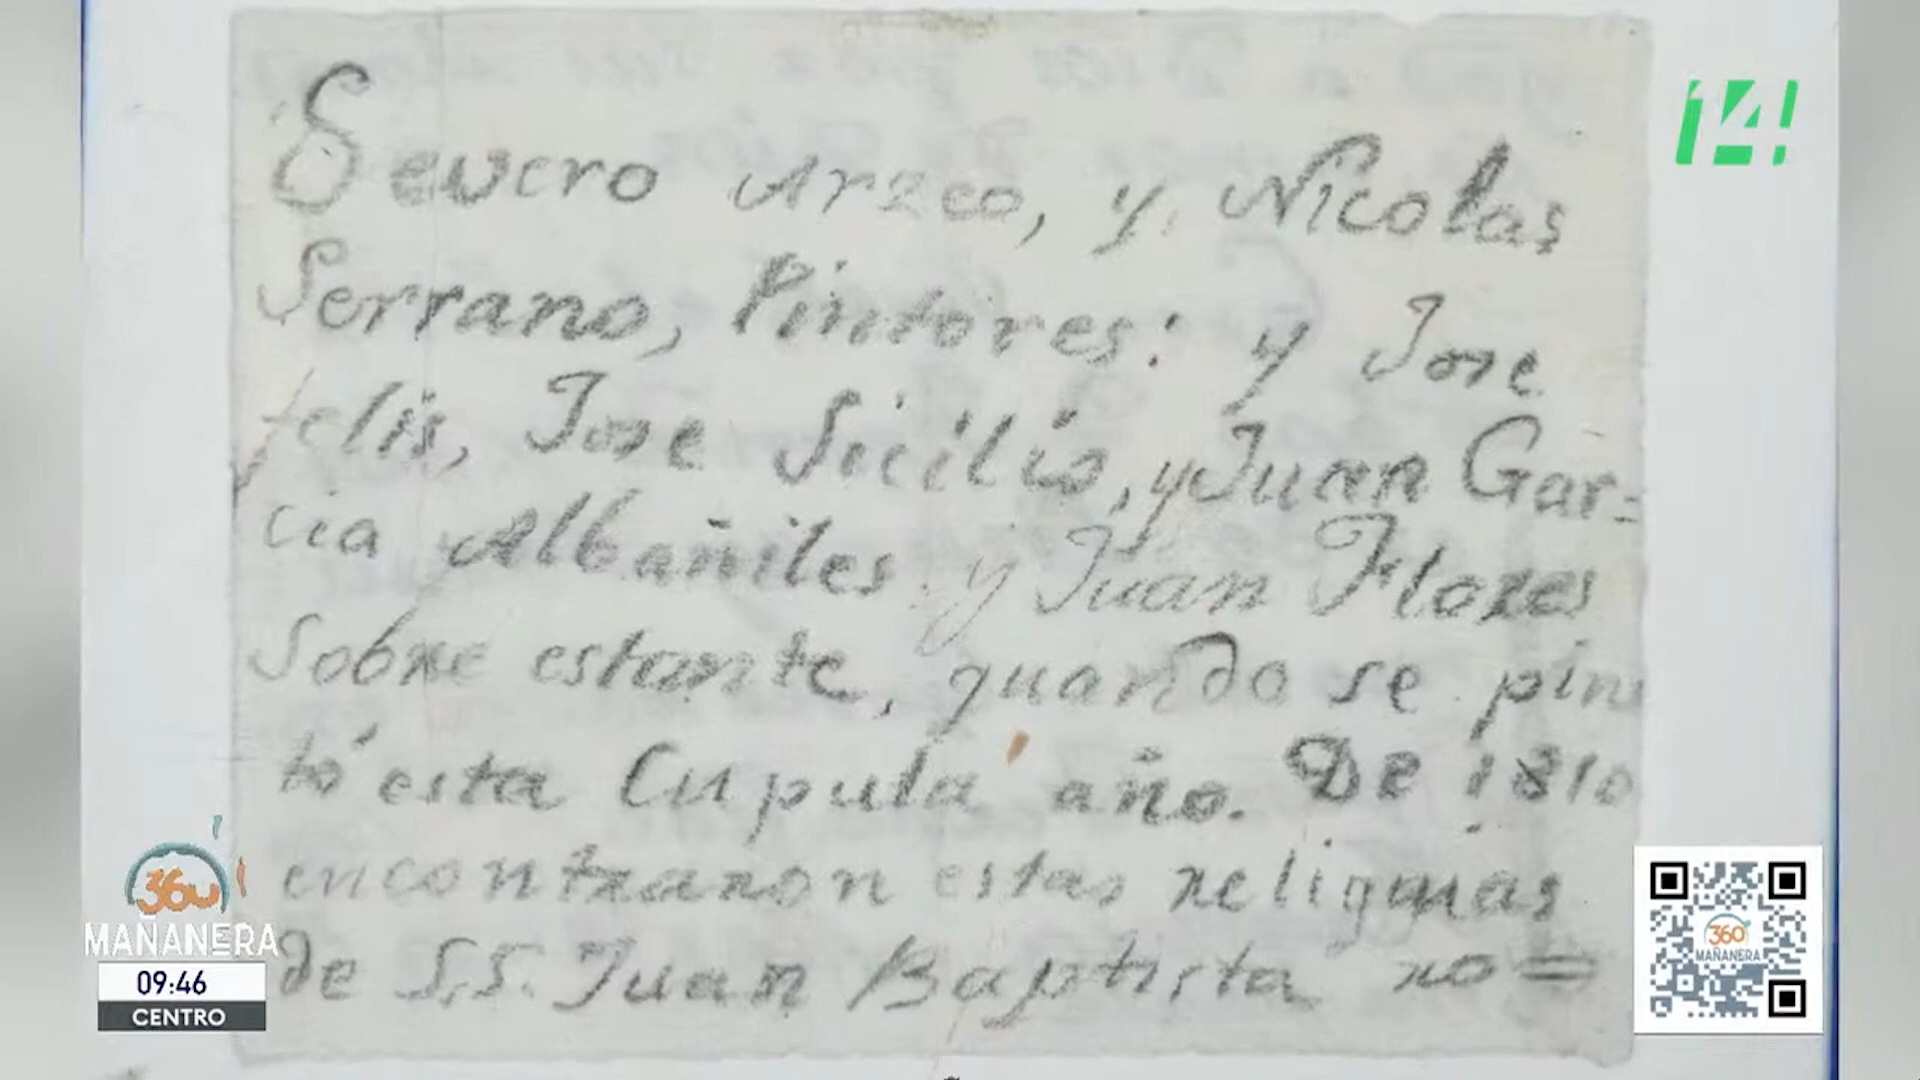 Severo Arzeo, y Nicolas
Serrano, Pintores: y Jose
felis, Jose Sicilio, y Juan Gar=
cia Albañiles y Juan Flores
Sobre estante, quando se pin
tó esta Cupula año. De 1810
encontraron estas reliquias
de S.S. Juan Baptista ro=
14!
360
MAÑANERA
09:46
CENTRO
360
MAÑANERA